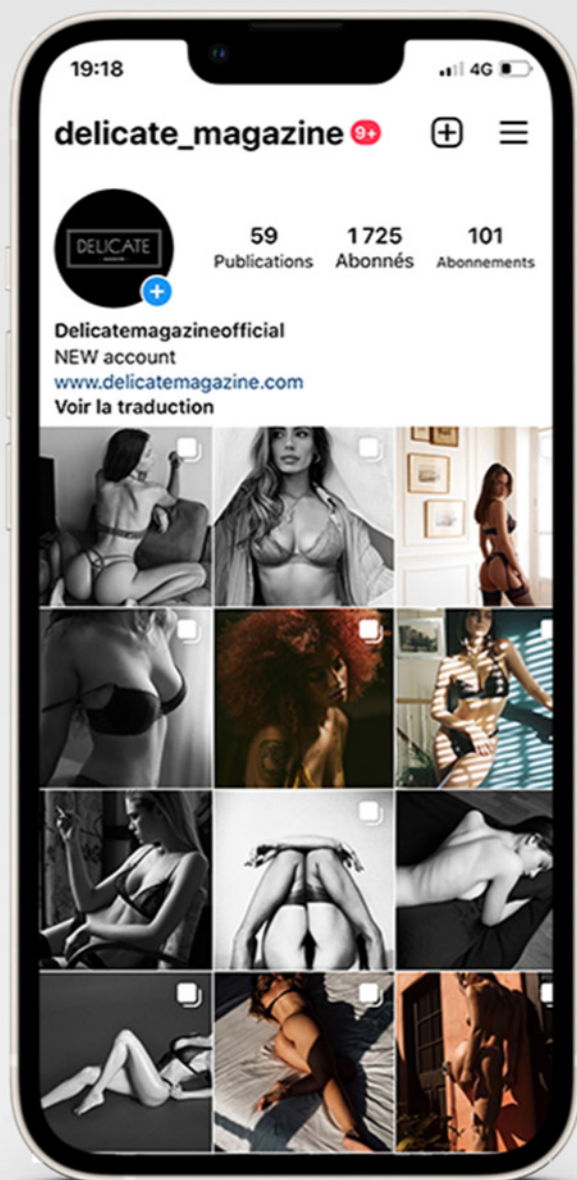 19:18
4G
delicate_magazine 9+
DELICATE
59
Publications
1 725
Abonnés
101
Abonnements
Delicatemagazineofficial
NEW account
www.delicatemagazine.com
Voir la traduction